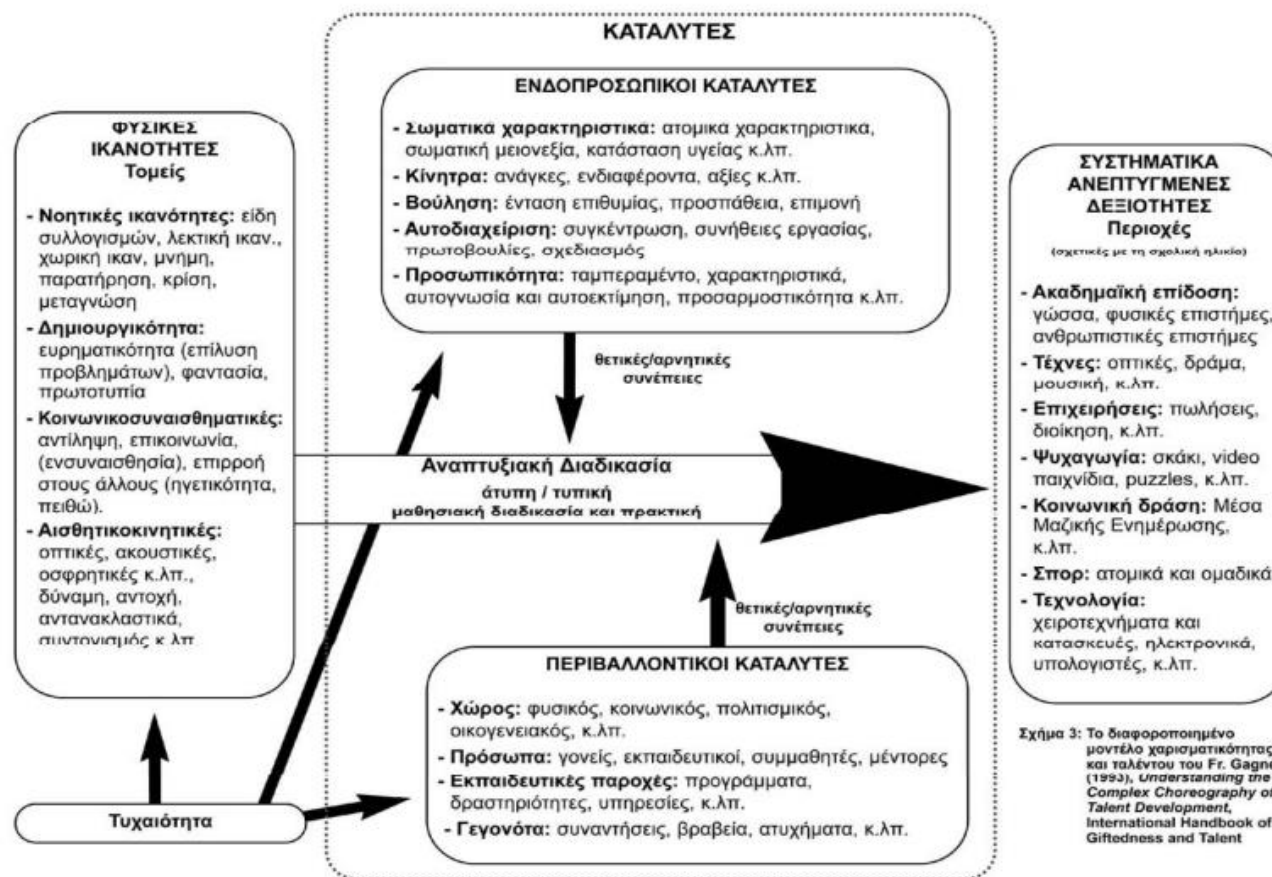 ΚΑΤΑΛΥΤΕΣ
ΦΥΣΙΚΕΣ
ΙΚΑΝΟΤΗΤΕΣ
Τομείς
- Νοητικές ικανότητες: είδη
συλλογισμών, λεκτική ικαν.,
χωρική ικαν, μνήμη,
παρατήρηση, κρίση,
μεταγνώση
- Δημιουργικότητα:
ευρηματικότητα (επίλυση
προβλημάτων), φαντασία,
πρωτοτυπία
- Κοινωνικοσυναισθηματικές:
αντίληψη, επικοινωνία,
(ενσυναισθησία), επιρροή
στους άλλους (ηγετικότητα,
πειθώ).
- Αισθητικοκινητικές:
οπτικές, ακουστικές,
οσφρητικές κ.λπ.,
δύναμη, αντοχή,
αντανακλαστικά,
συντονισμός κ.λπ
Τυχαιότητα
ΕΝΔΟΠΡΟΣΩΠΙΚΟΙ ΚΑΤΑΛΥΤΕΣ
- Σωματικά χαρακτηριστικά: ατομικά χαρακτηριστικά,
σωματική μειονεξία, κατάσταση υγείας κ.λπ.
- Κίνητρα: ανάγκες, ενδιαφέροντα, αξίες κ.λπ.
- Βούληση: ένταση επιθυμίας, προσπάθεια, επιμονή
- Αυτοδιαχείριση: συγκέντρωση, συνήθειες εργασίας,
πρωτοβουλίες, σχεδιασμός
- Προσωπικότητα: ταμπεραμέντο, χαρακτηριστικά,
αυτογνωσία και αυτοεκτίμηση, προσαρμοστικότητα κ.λπ.
θετικές/αρνητικές
συνέπειες
Αναπτυξιακή Διαδικασία
άτυπη / τυπική
μαθησιακή διαδικασία και πρακτική
θετικές/αρνητικές
συνέπειες
ΠΕΡΙΒΑΛΛΟΝΤΙΚΟΙ ΚΑΤΑΛΥΤΕΣ
- Χώρος: φυσικός, κοινωνικός, πολιτισμικός,
οικογενειακός, κ.λπ.
- Πρόσωπα: γονείς, εκπαιδευτικοί, συμμαθητές, μέντορες
- Εκπαιδευτικές παροχές: προγράμματα,
δραστηριότητες, υπηρεσίες, κ.λπ.
- Γεγονότα: συναντήσεις, βραβεία, ατυχήματα, κ.λπ.
ΣΥΣΤΗΜΑΤΙΚΑ
ΑΝΕΠΤΥΓΜΕΝΕΣ
ΔΕΞΙΟΤΗΤΕΣ
Περιοχές
(σχετικές με τη σχολική ηλικία)
- Ακαδημαϊκή επίδοση:
γώσσα, φυσικές επιστήμες,
ανθρωπιστικές επιστήμες
- Τέχνες: οπτικές, δράμα,
μουσική, κ.λπ.
- Επιχειρήσεις: πωλήσεις,
διοίκηση, κ.λπ.
- Ψυχαγωγία: σκάκι, video
παιχνίδια, puzzles, κ.λπ.
- Κοινωνική δράση: Μέσα
Μαζικής Ενημέρωσης,
κ.λπ.
- Σπορ: ατομικά και ομαδικά
- Τεχνολογία:
χειροτεχνήματα και
κατασκευές, ηλεκτρονικά,
υπολογιστές, κ.λπ.
Σχήμα 3: Το διαφοροποιημένο
μοντέλο χαρισματικότητας
και ταλέντου του Fr. Gagne
(1993), Understanding the
Complex Choreography of
Talent Development,
International Handbook of
Giftedness and Talent